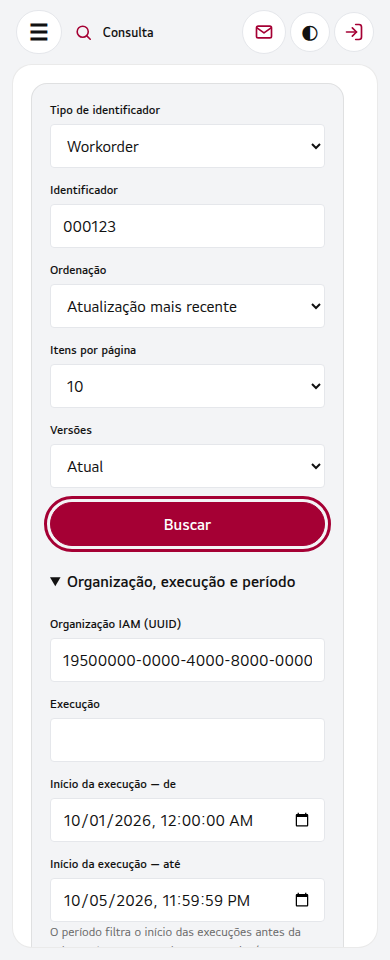 Consulta
Tipo de identificador
Workorder
Identificador
000123
Ordenação
Atualização mais recente
Itens por página
10
Versões
Atual
Buscar
Organização, execução e período
Organização IAM (UUID)
19500000-0000-4000-8000-0000
Execução
Início da execução — de
10/01/2026, 12:00:00 AM
Início da execução — até
10/05/2026, 11:59:59 PM
O período filtra o início das execuções antes da